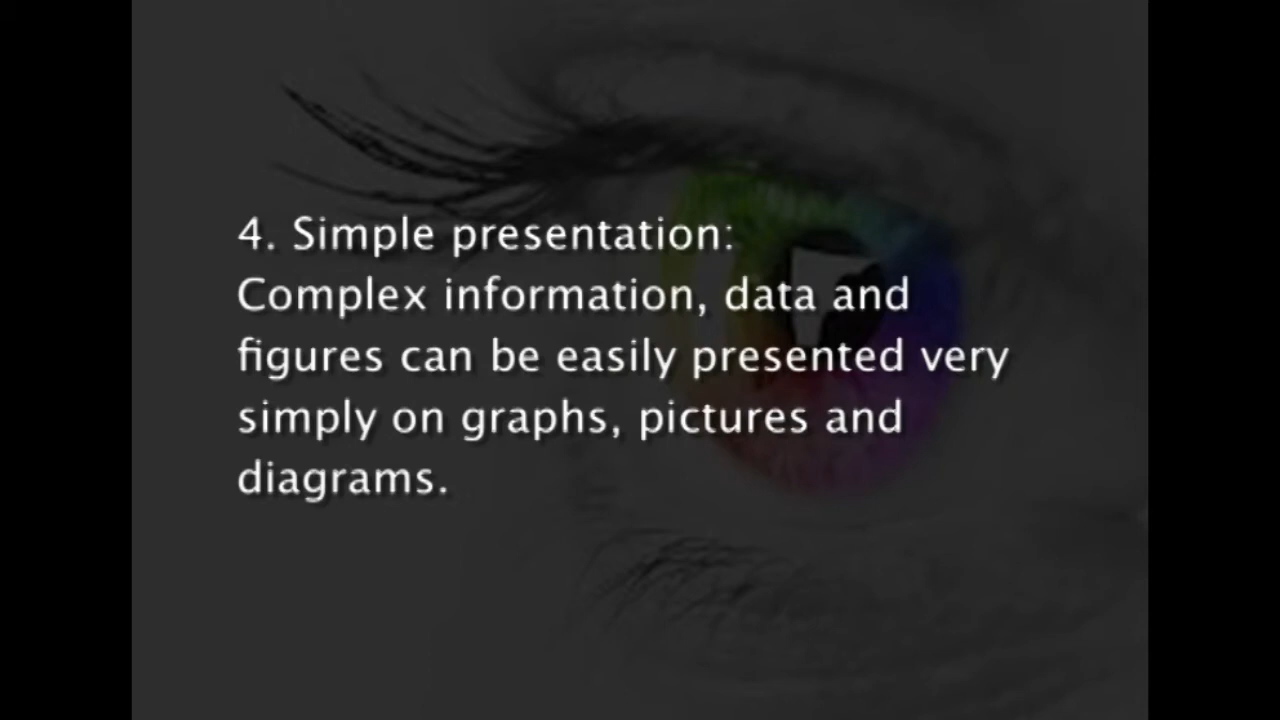 4. Simple presentation:
Complex information, data and
figures can be easily presented very
simply on graphs, pictures and
diagrams.